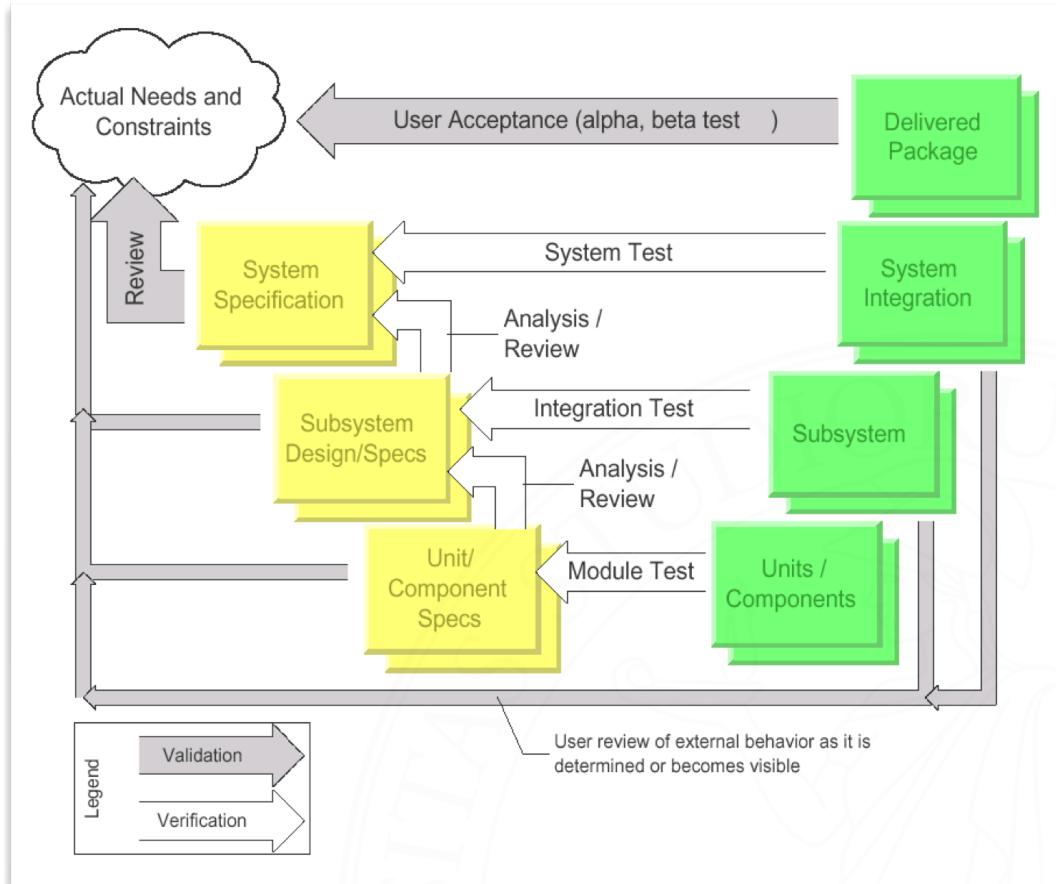 Actual Needs and
Constraints
User Acceptance (alpha, beta test )
Delivered
Package
Review
System
Specification
System Test
System
Integration
Analysis /
Review
Subsystem
Design/Specs
Integration Test
Subsystem
Analysis /
Review
Unit/
Component
Specs
Module Test
Units /
Components
User review of external behavior as it is
determined or becomes visible
Legend
Validation
Verification